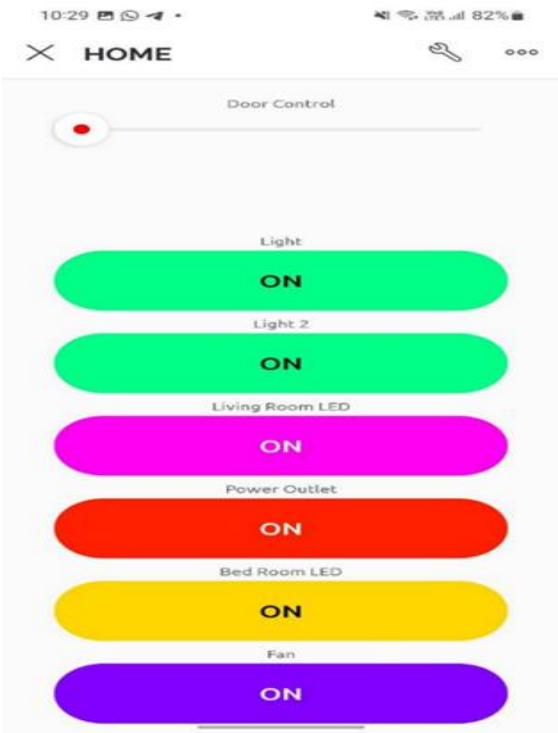 10:29
82%
HOME
Door Control
Light
ON
Light 2
ON
Living Room LED
ON
Power Outlet
ON
Bed Room LED
ON
Fan
ON